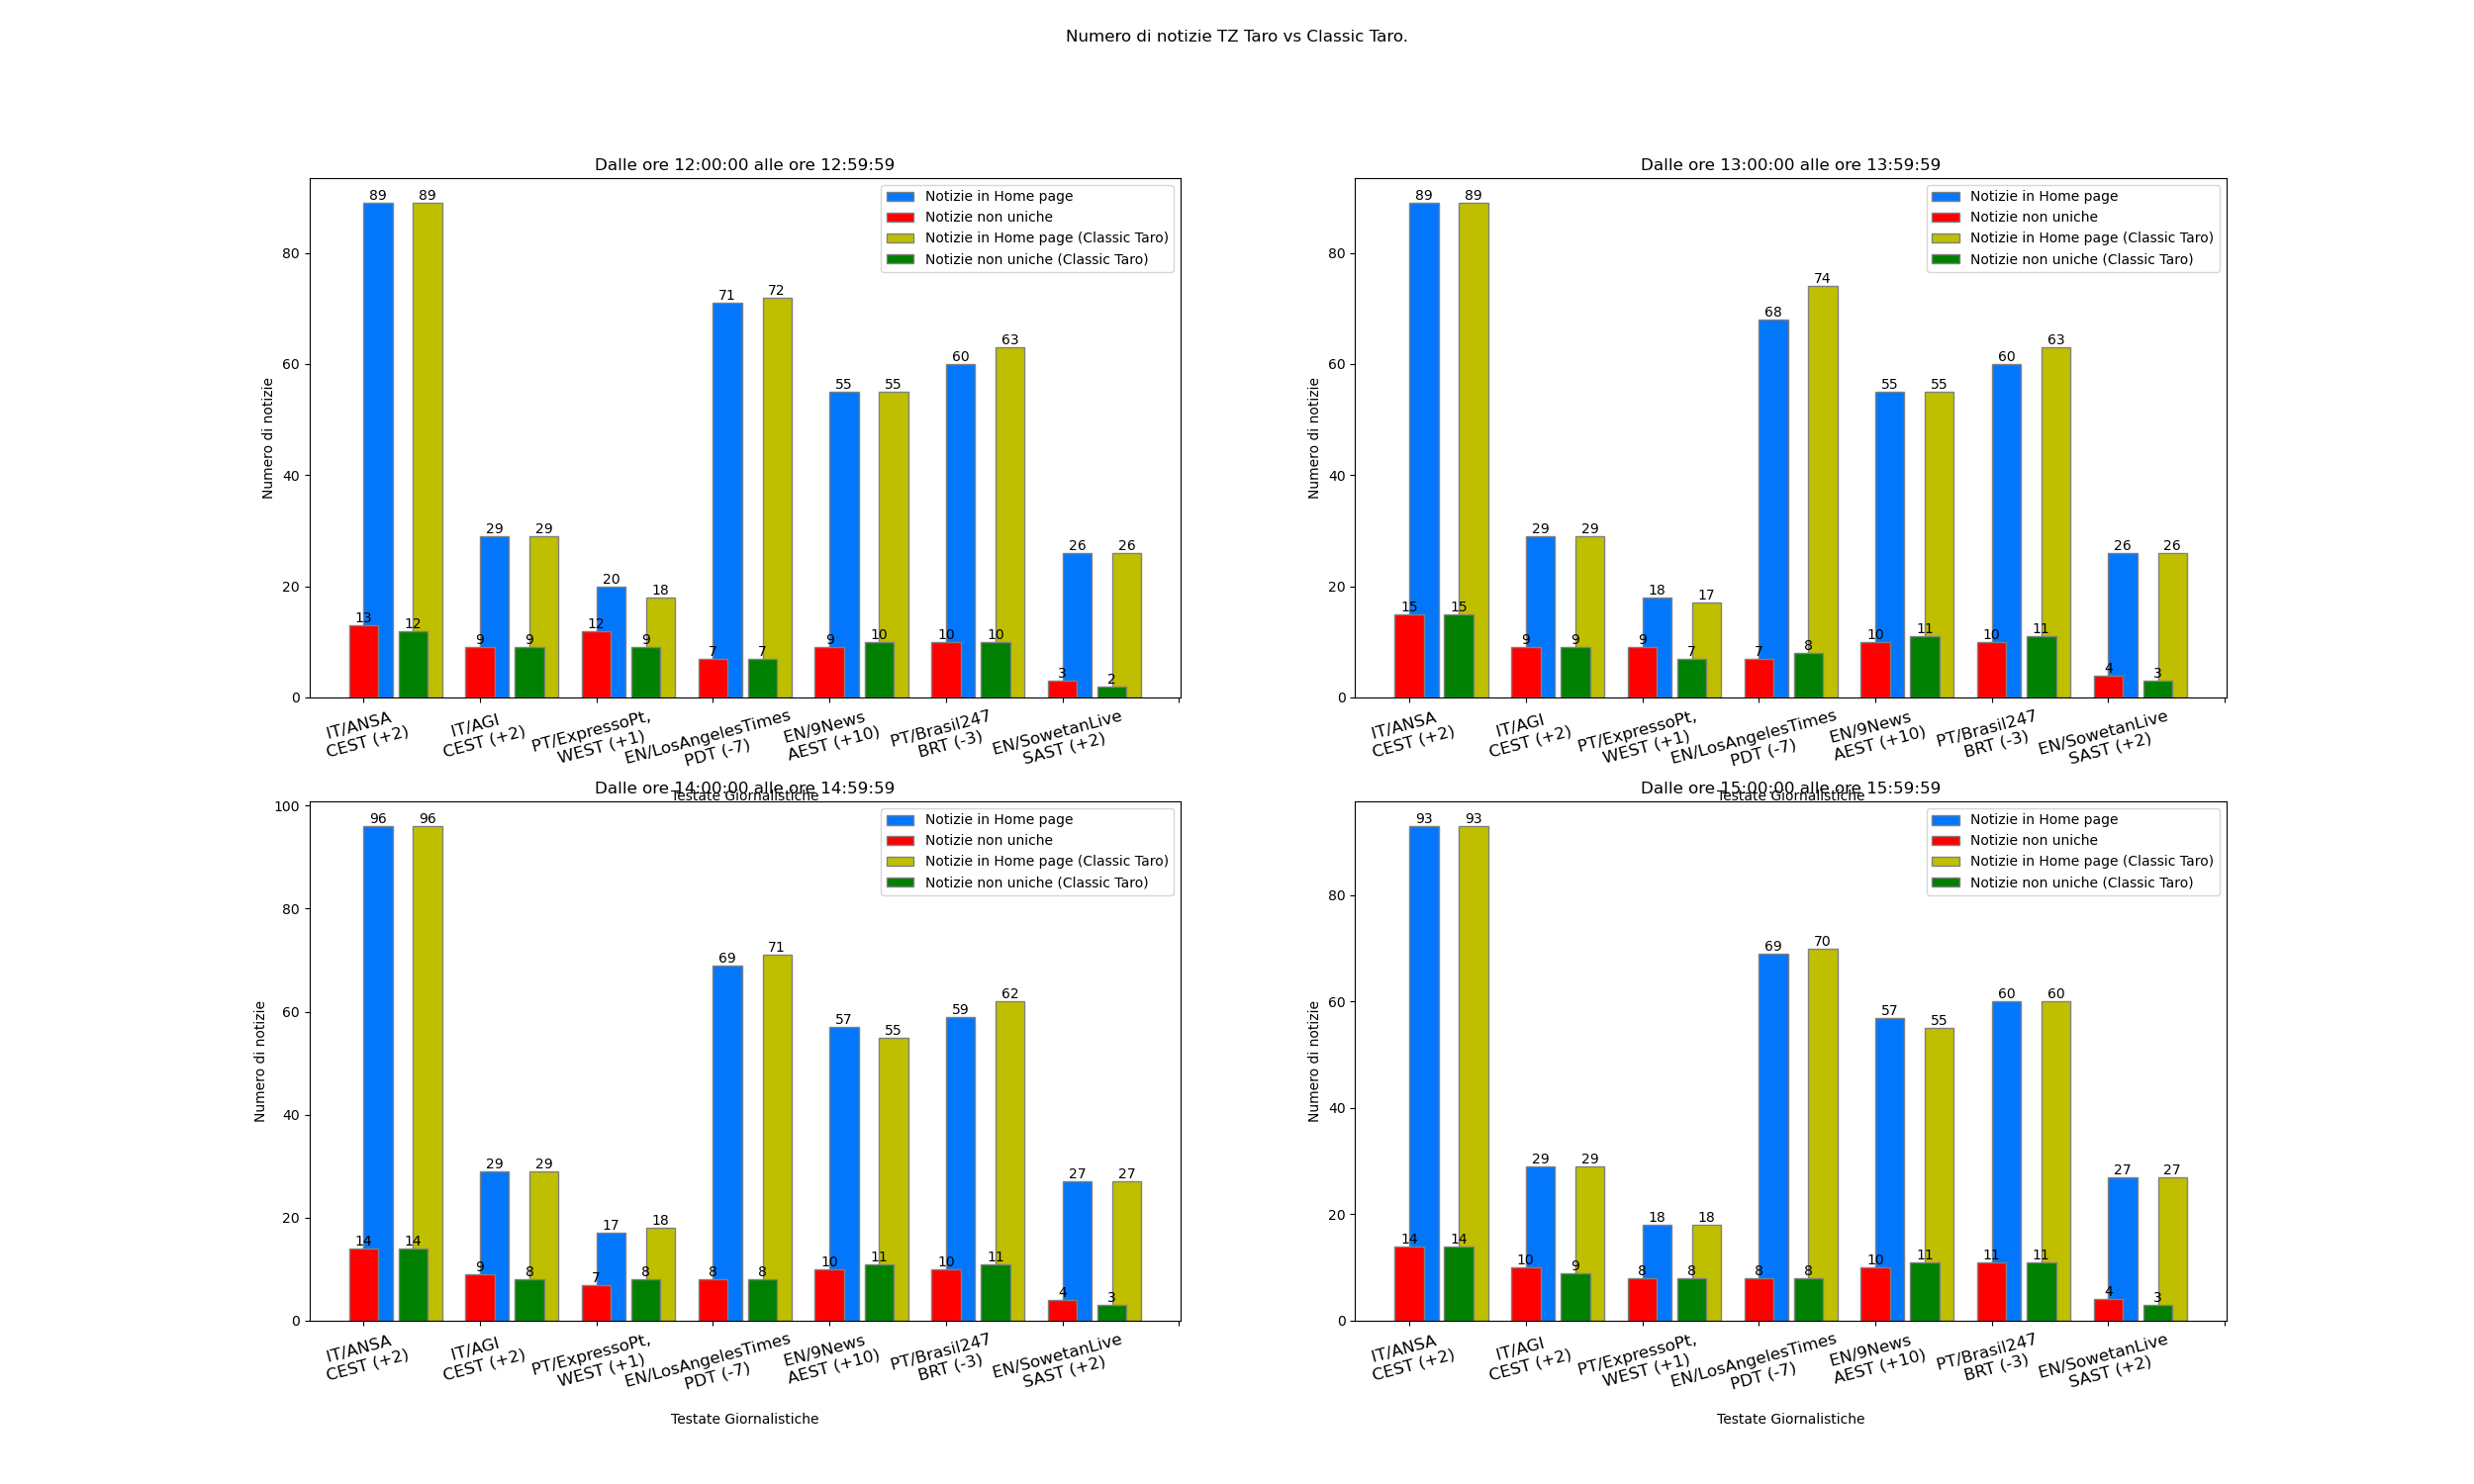 Numero di notizie TZ Taro vs Classic Taro.
Dalle ore 12:00:00 alle ore 12:59:59
Notizie in Home page
Notizie non uniche
Notizie in Home page (Classic Taro)
Notizie non uniche (Classic Taro)
Numero di notizie
80
60
40
20
0
89
89
13
12
29
29
9
9
20
18
12
9
71
72
7
7
55
55
9
10
60
63
10
10
26
26
3
2
IT/ANSA
CEST (+2)
IT/AGI
CEST (+2)
PT/ExpressoPt,
WEST (+1)
EN/LosAngelesTimes
PDT (-7)
EN/9News
AEST (+10)
PT/Brasil247
BRT (-3)
EN/SowetanLive
SAST (+2)
Testate Giornalistiche
Dalle ore 13:00:00 alle ore 13:59:59
Notizie in Home page
Notizie non uniche
Notizie in Home page (Classic Taro)
Notizie non uniche (Classic Taro)
Numero di notizie
80
60
40
20
0
89
89
15
15
29
29
9
9
18
17
9
7
68
74
7
8
55
55
10
11
60
63
10
11
26
26
4
3
IT/ANSA
CEST (+2)
IT/AGI
CEST (+2)
PT/ExpressoPt,
WEST (+1)
EN/LosAngelesTimes
PDT (-7)
EN/9News
AEST (+10)
PT/Brasil247
BRT (-3)
EN/SowetanLive
SAST (+2)
Testate Giornalistiche
Dalle ore 14:00:00 alle ore 14:59:59
Notizie in Home page
Notizie non uniche
Notizie in Home page (Classic Taro)
Notizie non uniche (Classic Taro)
Numero di notizie
100
80
60
40
20
0
96
96
14
14
29
29
9
8
17
18
7
8
69
71
8
8
57
55
10
11
59
62
10
11
27
27
4
3
IT/ANSA
CEST (+2)
IT/AGI
CEST (+2)
PT/ExpressoPt,
WEST (+1)
EN/LosAngelesTimes
PDT (-7)
EN/9News
AEST (+10)
PT/Brasil247
BRT (-3)
EN/SowetanLive
SAST (+2)
Testate Giornalistiche
Dalle ore 15:00:00 alle ore 15:59:59
Notizie in Home page
Notizie non uniche
Notizie in Home page (Classic Taro)
Notizie non uniche (Classic Taro)
Numero di notizie
80
60
40
20
0
93
93
14
14
29
29
10
9
18
18
8
8
69
70
8
8
57
55
10
11
60
60
11
11
27
27
4
3
IT/ANSA
CEST (+2)
IT/AGI
CEST (+2)
PT/ExpressoPt,
WEST (+1)
EN/LosAngelesTimes
PDT (-7)
EN/9News
AEST (+10)
PT/Brasil247
BRT (-3)
EN/SowetanLive
SAST (+2)
Testate Giornalistiche